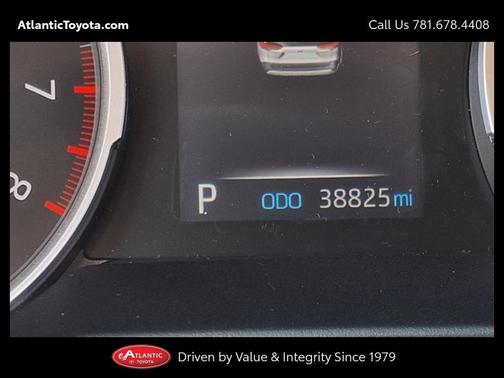 AtlanticToyota.com
Call Us 781.678.4408
7
8
P ODO 38825 mi
ATLANTIC
TOYOTA
Driven by Value & Integrity Since 1979